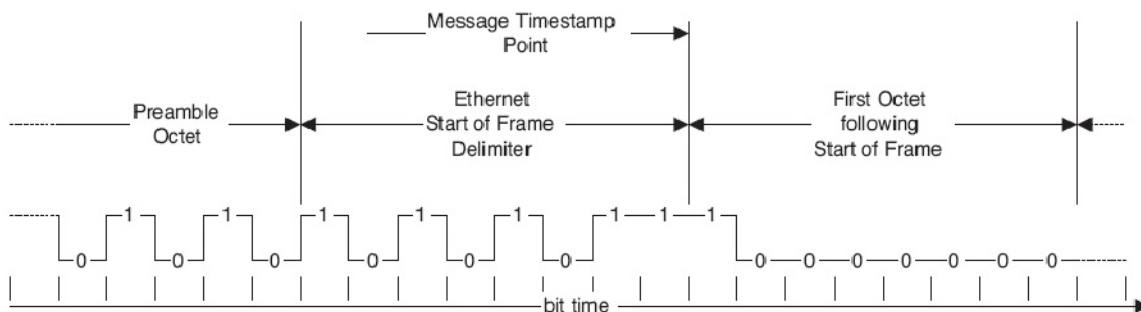 Message Timestamp
Point
Preamble
Octet
Ethernet
Start of Frame
Delimiter
First Octet
following
Start of Frame
0 1 0 1 0 1 0 1 0 1 0 1 1 1 0 0 0 0 0 0 0
bit time